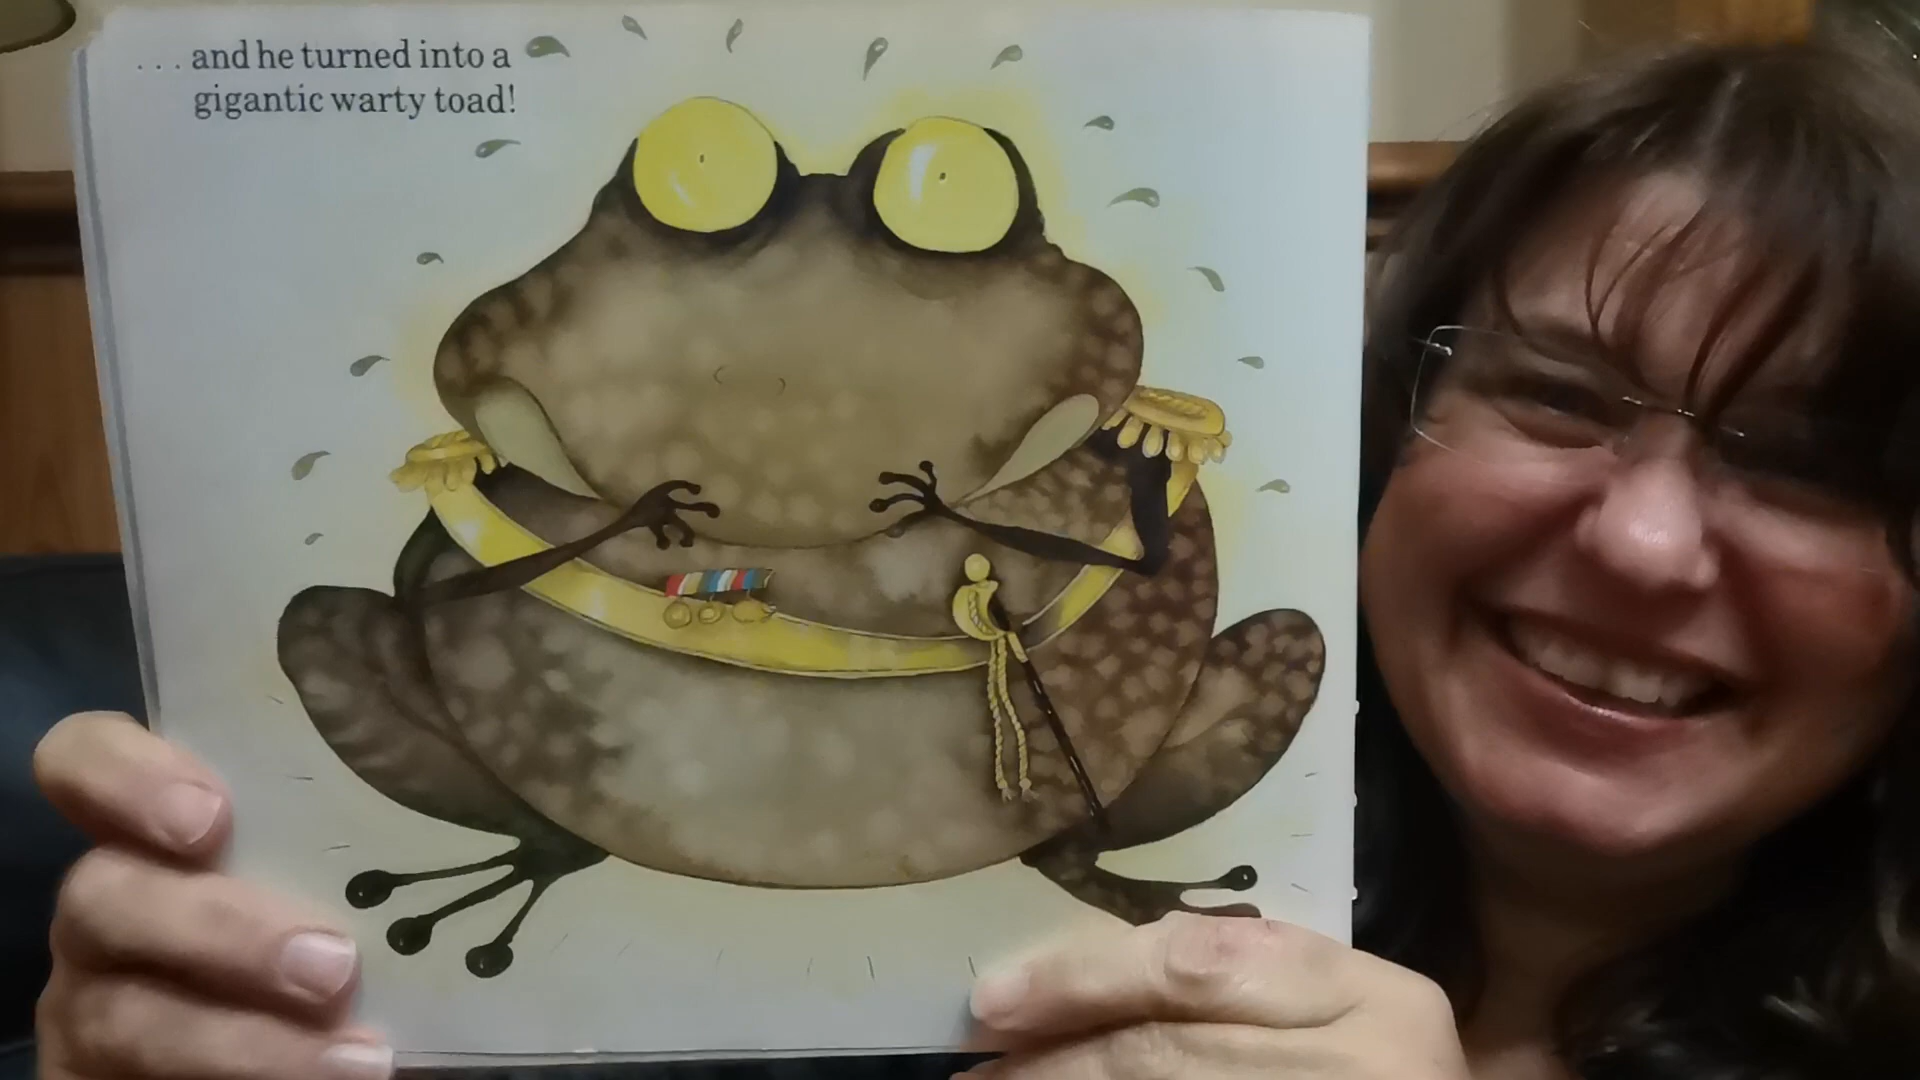 . . . and he turned into a
gigantic warty toad!